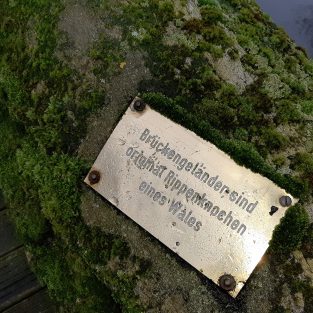 Brückengeländer sind
original Rippenknochen
eines Wales